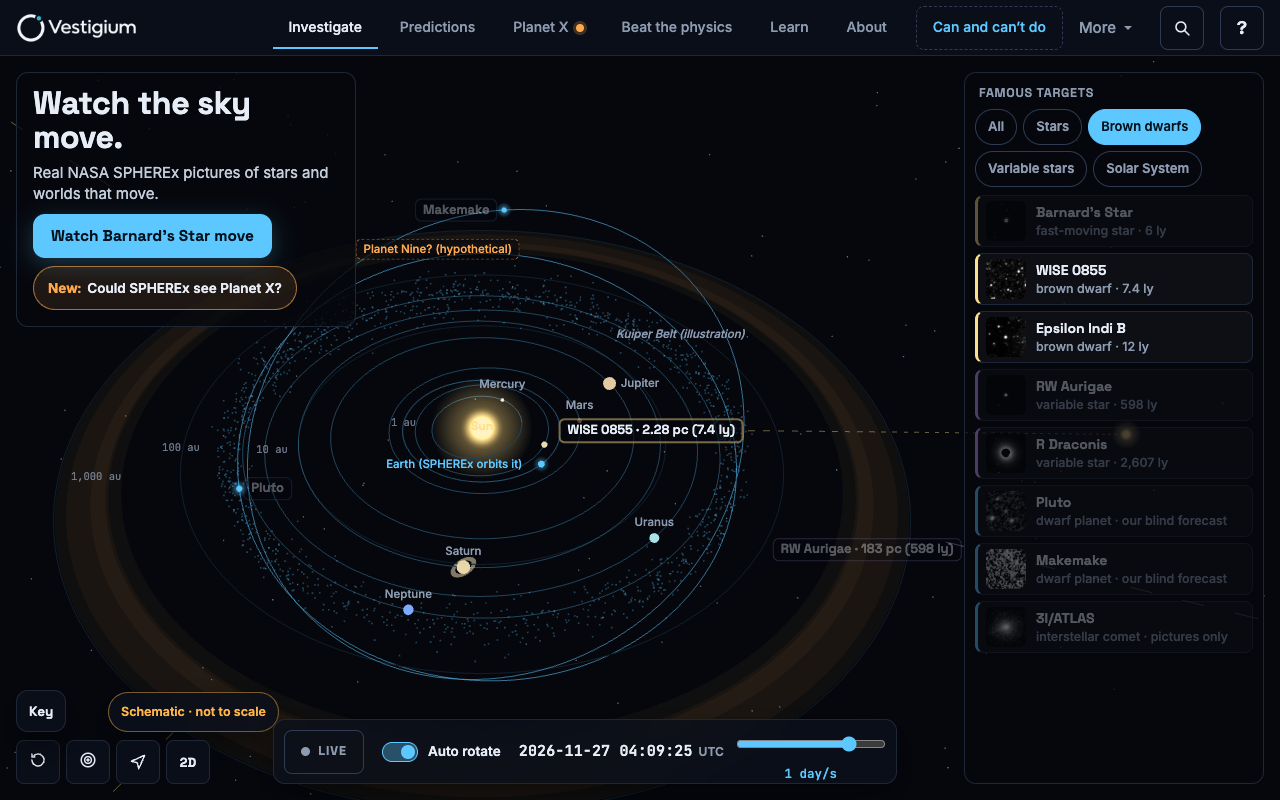 Vestigium
Investigate
Predictions
Planet X
Beat the physics
Learn
About
Can and can't do
More
?
Watch the sky
move.
Real NASA SPHEREx pictures of stars and
worlds that move.
Watch Barnard's Star move
New: Could SPHEREx see Planet X?
Makemake
Planet Nine? (hypothetical)
Kuiper Belt (illustration)
Mercury
Jupiter
Mars
1 au
Sun
WISE 0855 · 2.28 pc (7.4 ly)
100 au
10 au
Earth (SPHEREx orbits it)
1,000 au
Pluto
Uranus
Saturn
RW Aurigae · 183 pc (598 ly)
Neptune
FAMOUS TARGETS
All
Stars
Brown dwarfs
Variable stars
Solar System
Barnard's Star
fast-moving star · 6 ly
WISE 0855
brown dwarf · 7.4 ly
Epsilon Indi B
brown dwarf · 12 ly
RW Aurigae
variable star · 598 ly
R Draconis
variable star · 2,607 ly
Pluto
dwarf planet · our blind forecast
Makemake
dwarf planet · our blind forecast
3I/ATLAS
interstellar comet · pictures only
Key
Schematic · not to scale
2D
LIVE
Auto rotate
2026-11-27 04:09:25 UTC
1 day/s